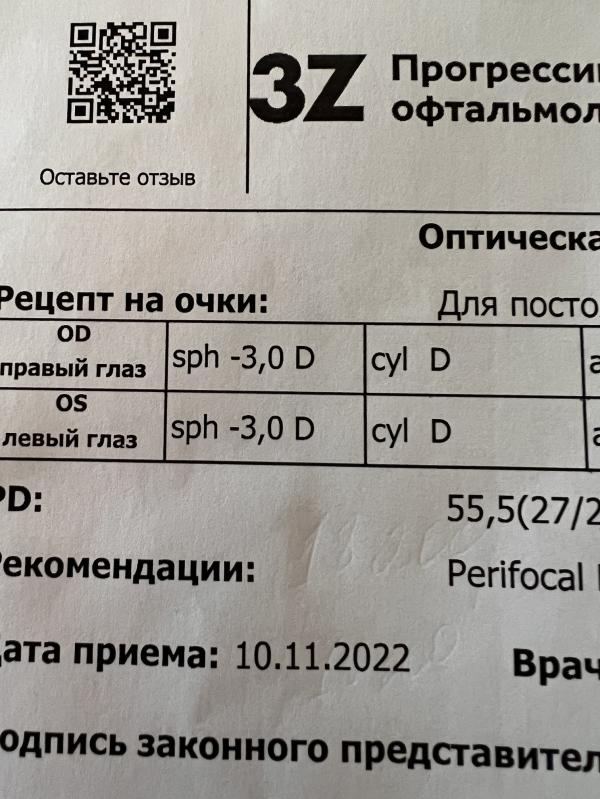 Оставьте отзыв
3Z
Прогресси
офтальмол
Оптическа
Рецепт на очки: Для посто
OD
правый глаз
sph -3,0 D cyl D
OS
левый глаз
sph -3,0 D cyl D
PD: 55,5(27/2
Рекомендации: Perifocal
Дата приема: 10.11.2022 Врач
одпись законного представител